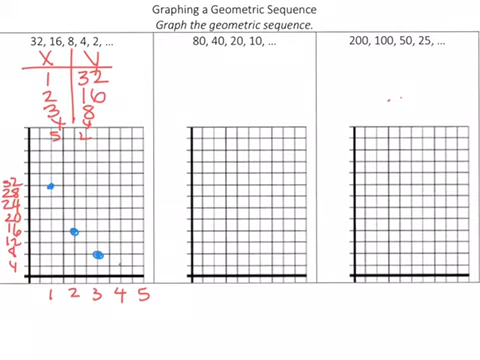 Graphing a Geometric Sequence
Graph the geometric sequence.
32, 16, 8, 4, 2, …
X Y
1 32
2 16
3 8
4 4
5 2
32
28
24
20
16
12
8
4
1 2 3 4 5
80, 40, 20, 10, …
200, 100, 50, 25, …